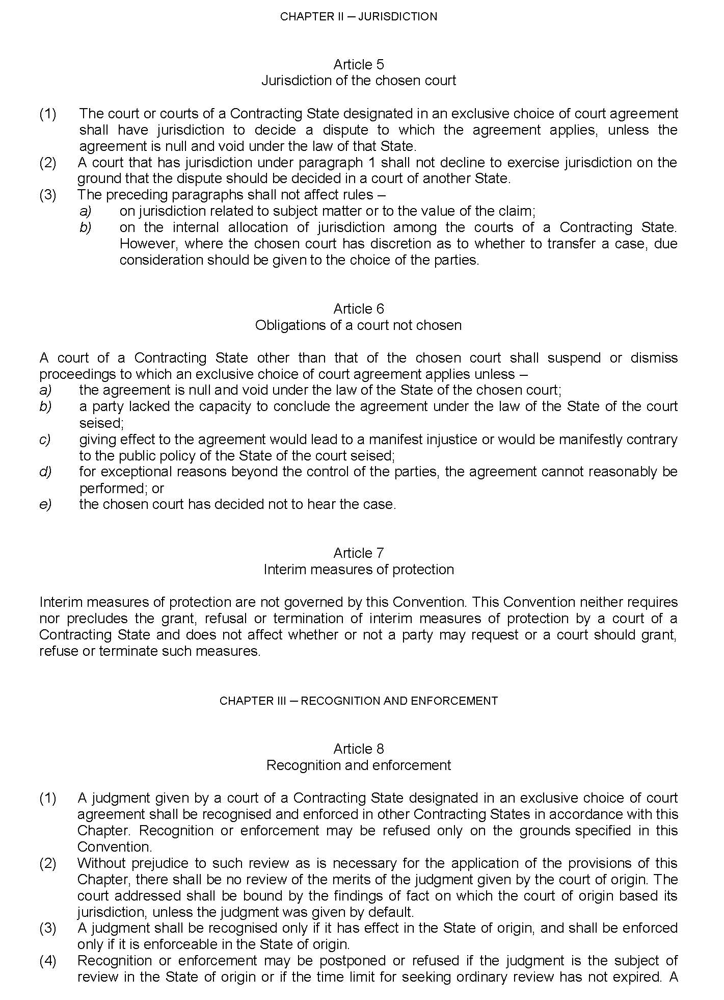 CHAPTER II — JURISDICTION
Article 5
Jurisdiction of the chosen court
(1) The court or courts of a Contracting State designated in an exclusive choice of court agreement
shall have jurisdiction to decide a dispute to which the agreement applies, unless the
agreement is null and void under the law of that State.
(2) A court that has jurisdiction under paragraph 1 shall not decline to exercise jurisdiction on the
ground that the dispute should be decided in a court of another State.
(3) The preceding paragraphs shall not affect rules –
a) on jurisdiction related to subject matter or to the value of the claim;
b) on the internal allocation of jurisdiction among the courts of a Contracting State.
However, where the chosen court has discretion as to whether to transfer a case, due
consideration should be given to the choice of the parties.
Article 6
Obligations of a court not chosen
A court of a Contracting State other than that of the chosen court shall suspend or dismiss
proceedings to which an exclusive choice of court agreement applies unless –
a) the agreement is null and void under the law of the State of the chosen court;
b) a party lacked the capacity to conclude the agreement under the law of the State of the court
seised;
c) giving effect to the agreement would lead to a manifest injustice or would be manifestly contrary
to the public policy of the State of the court seised;
d) for exceptional reasons beyond the control of the parties, the agreement cannot reasonably be
performed; or
e) the chosen court has decided not to hear the case.
Article 7
Interim measures of protection
Interim measures of protection are not governed by this Convention. This Convention neither requires
nor precludes the grant, refusal or termination of interim measures of protection by a court of a
Contracting State and does not affect whether or not a party may request or a court should grant,
refuse or terminate such measures.
CHAPTER III — RECOGNITION AND ENFORCEMENT
Article 8
Recognition and enforcement
(1) A judgment given by a court of a Contracting State designated in an exclusive choice of court
agreement shall be recognised and enforced in other Contracting States in accordance with this
Chapter. Recognition or enforcement may be refused only on the grounds specified in this
Convention.
(2) Without prejudice to such review as is necessary for the application of the provisions of this
Chapter, there shall be no review of the merits of the judgment given by the court of origin. The
court addressed shall be bound by the findings of fact on which the court of origin based its
jurisdiction, unless the judgment was given by default.
(3) A judgment shall be recognised only if it has effect in the State of origin, and shall be enforced
only if it is enforceable in the State of origin.
(4) Recognition or enforcement may be postponed or refused if the judgment is the subject of
review in the State of origin or if the time limit for seeking ordinary review has not expired. A